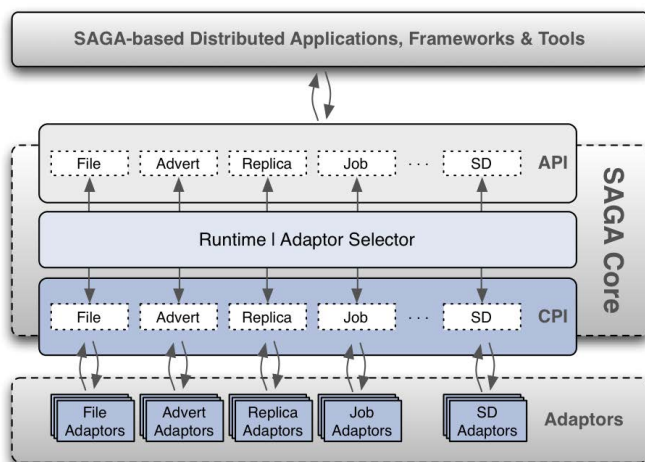 SAGA-based Distributed Applications, Frameworks & Tools
File Advert Replica Job . . . SD API
Runtime | Adaptor Selector
SAGA Core
File Advert Replica Job . . . SD CPI
File Adaptors
Advert Adaptors
Replica Adaptors
Job Adaptors
SD Adaptors
Adaptors